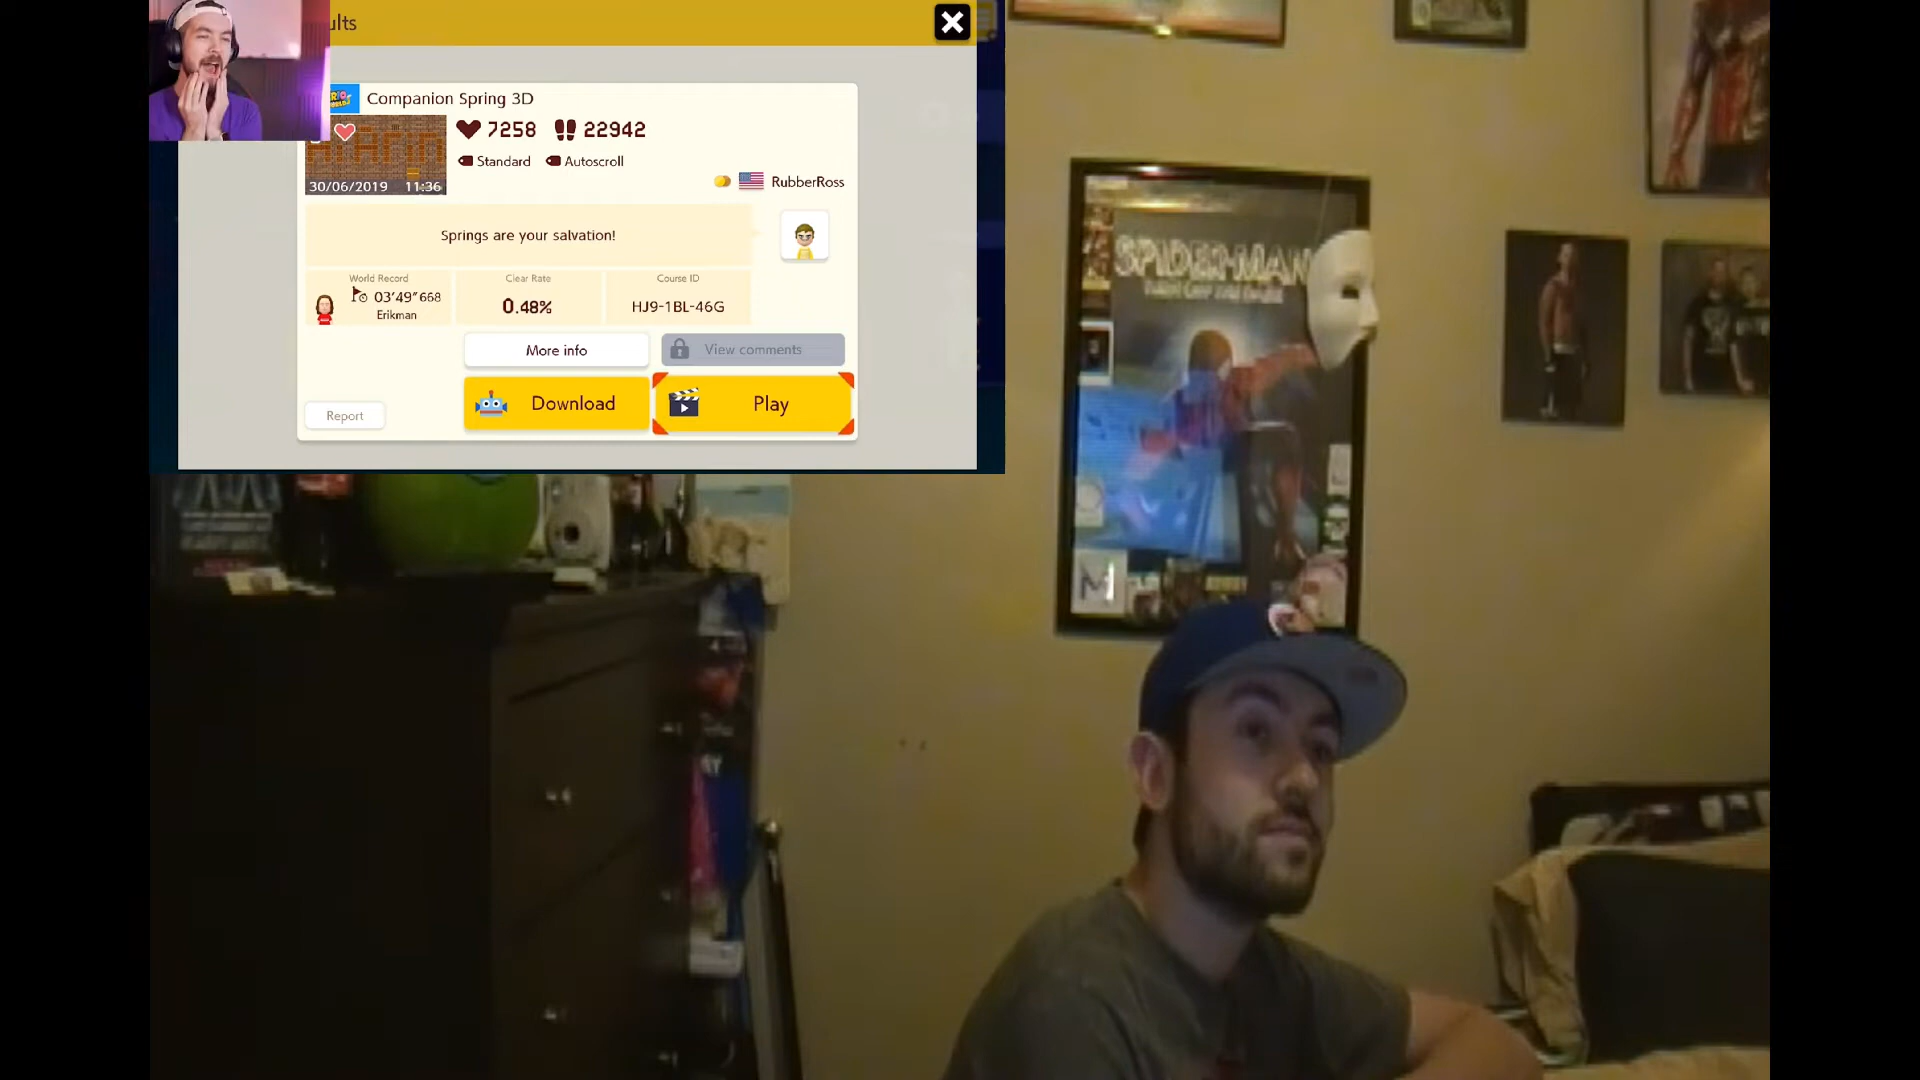 ults
Companion Spring 3D
7258 22942
Standard Autoscroll
30/06/2019 11:36
RubberRoss
Springs are your salvation!
World Record
03'49"668
Erikman
Clear Rate
0.48%
Course ID
HJ9-1BL-46G
More info
View comments
Report
Download
Play
SPIDER-MAN